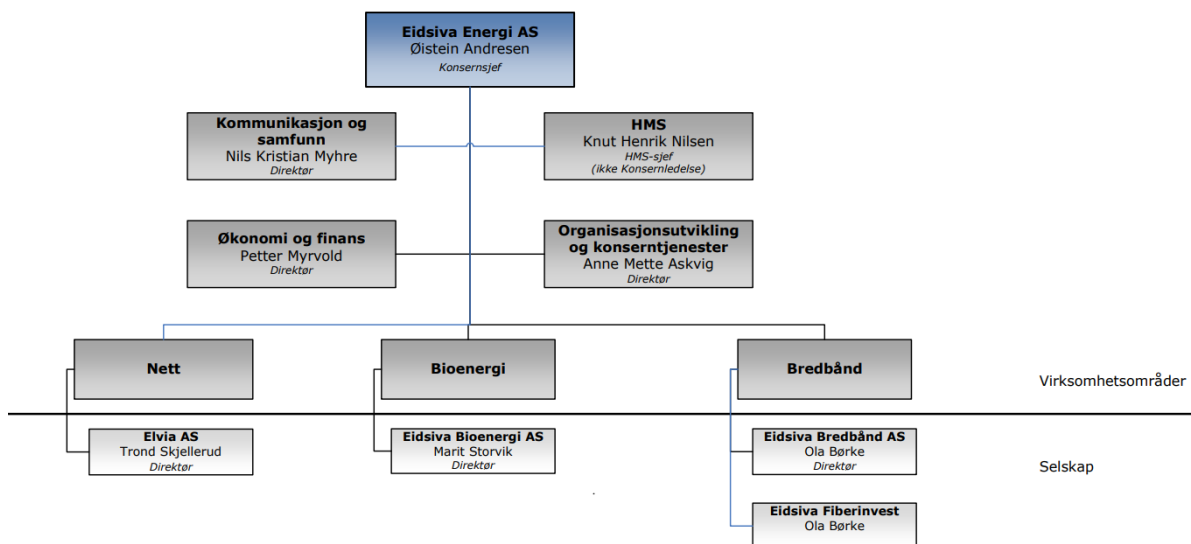 Eidsiva Energi AS
Øistein Andresen
Konsernsjef
Kommunikasjon og
samfunn
Nils Kristian Myhre
Direktør
HMS
Knut Henrik Nilsen
HMS-sjef
(ikke Konsernledelse)
Økonomi og finans
Petter Myrvold
Direktør
Organisasjonsutvikling
og konserntjenester
Anne Mette Askvig
Direktør
Nett
Bioenergi
Bredbånd
Virksomhetsområder
Elvia AS
Trond Skjellerud
Direktør
Eidsiva Bioenergi AS
Marit Storvik
Direktør
Eidsiva Bredbånd AS
Ola Børke
Direktør
Selskap
Eidsiva Fiberinvest
Ola Børke